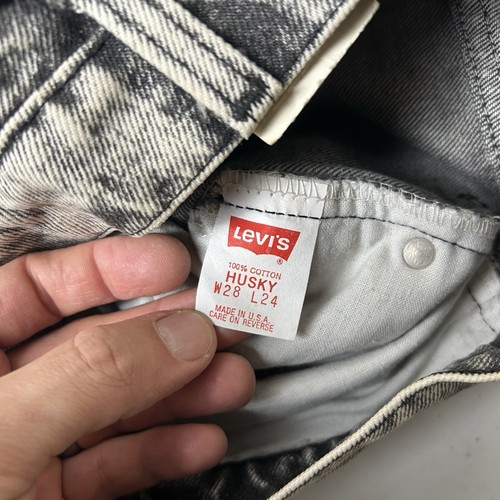 Levi's ®
100% COTTON
HUSKY
W28 L24
MADE IN U.S.A.
CARE ON REVERSE